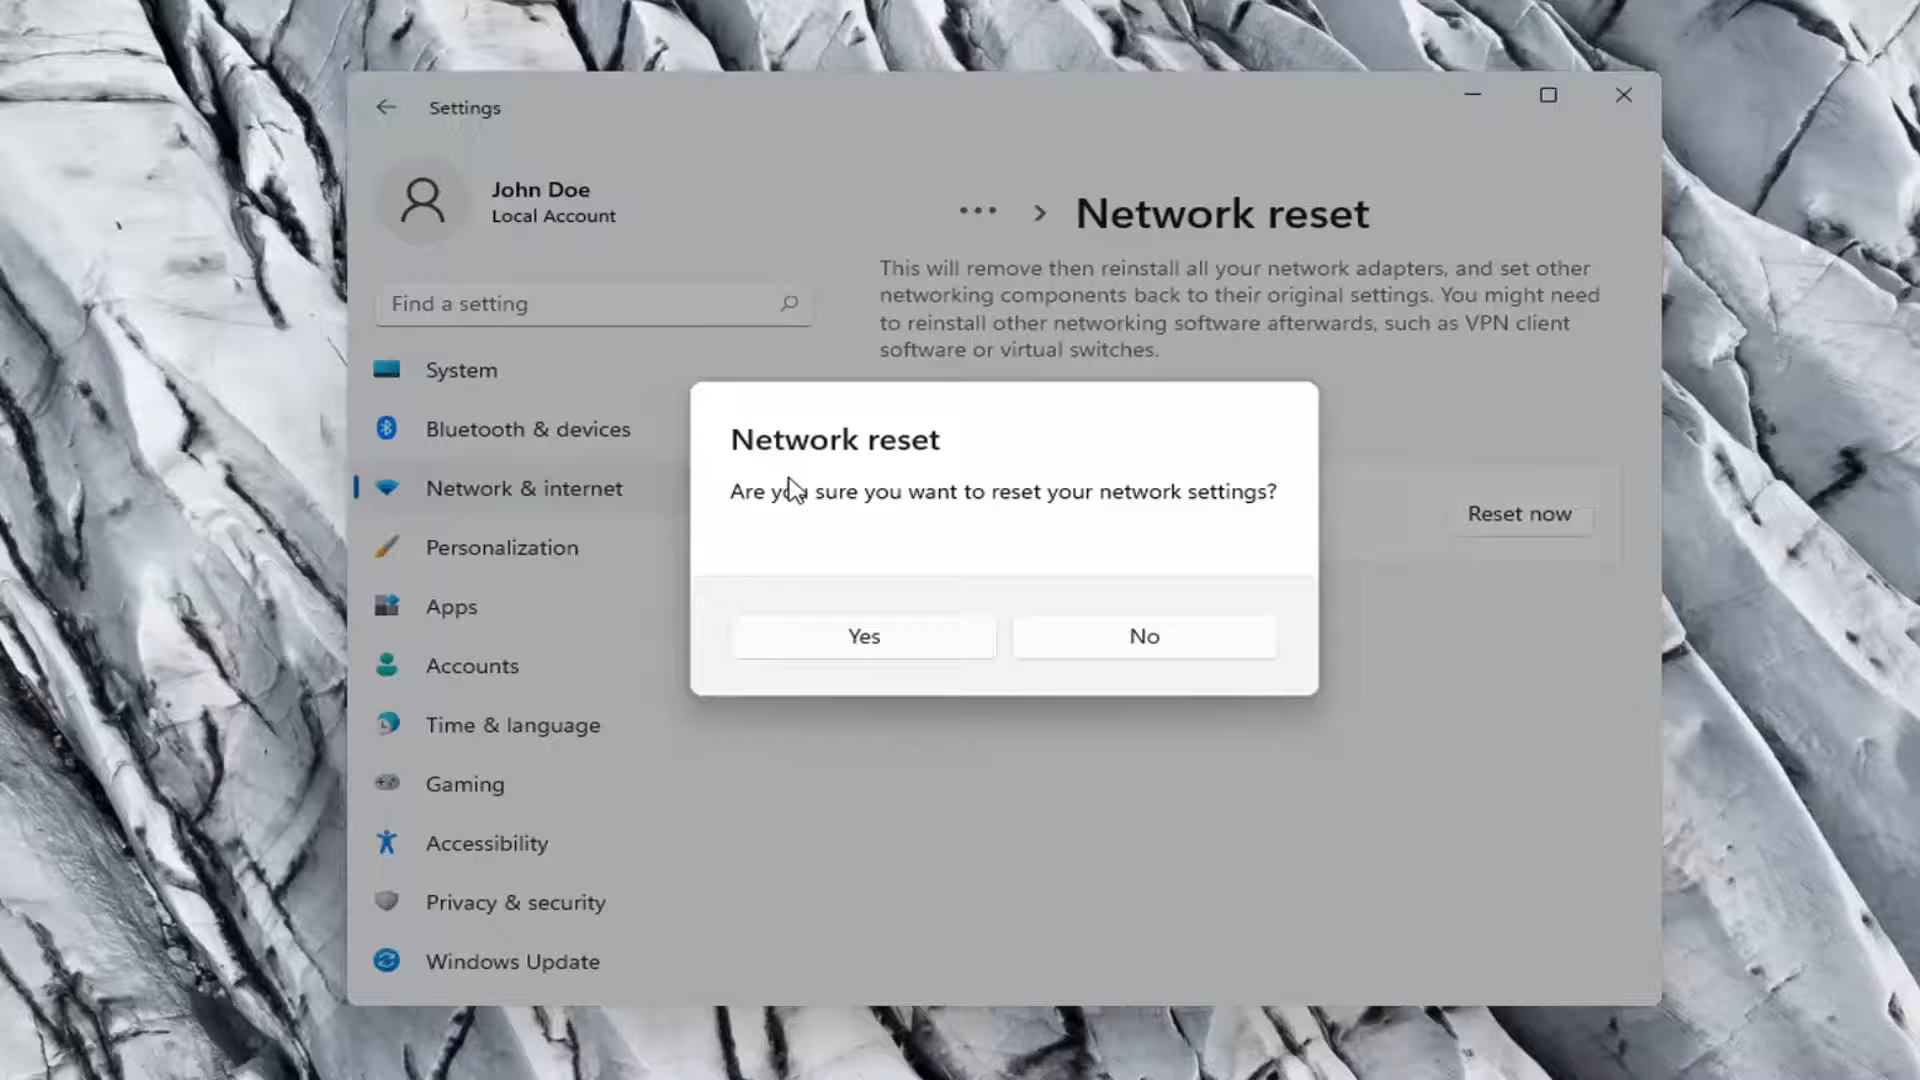 Settings
John Doe
Local Account
Find a setting
System
Bluetooth & devices
Network & internet
Personalization
Apps
Accounts
Time & language
Gaming
Accessibility
Privacy & security
Windows Update
··· > Network reset
This will remove then reinstall all your network adapters, and set other
networking components back to their original settings. You might need
to reinstall other networking software afterwards, such as VPN client
software or virtual switches.
Reset now
Network reset
Are you sure you want to reset your network settings?
Yes
No